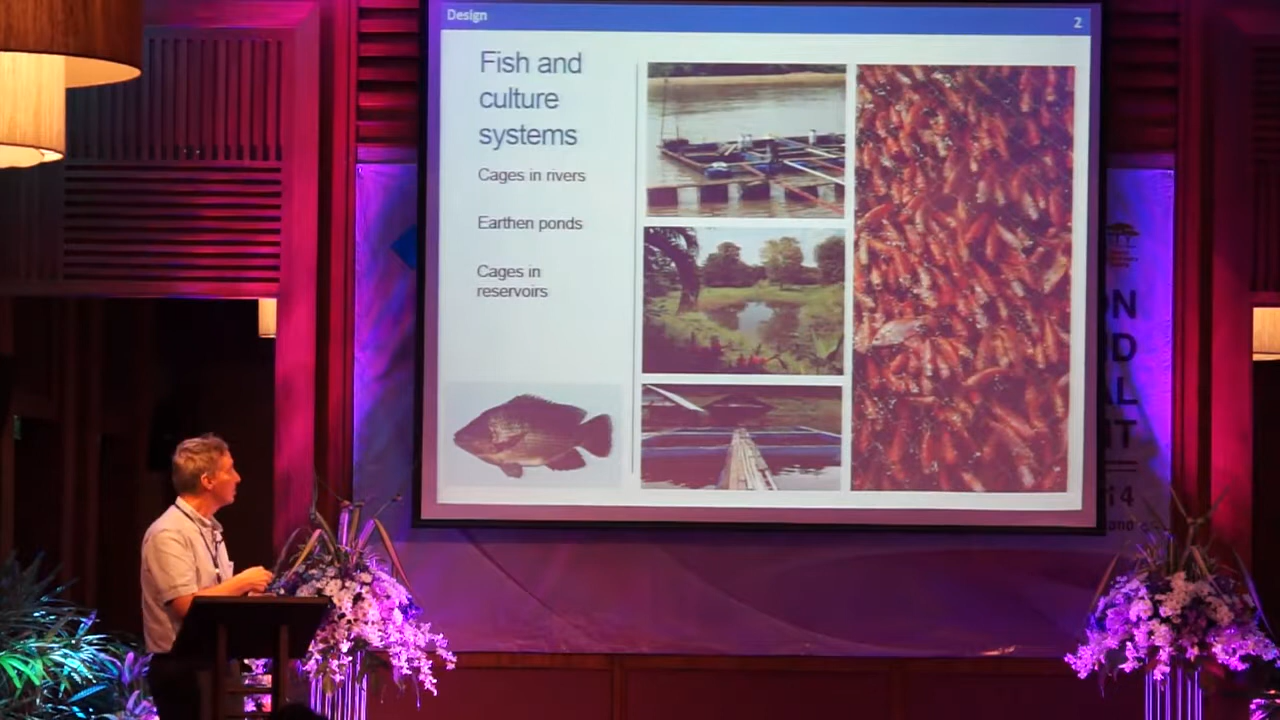 Design
2
Fish and
culture
systems
Cages in rivers
Earthen ponds
Cages in
reservoirs